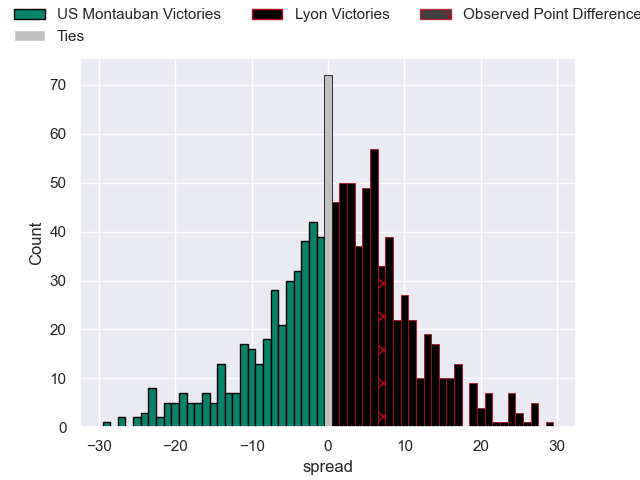 US Montauban Victories
Lyon Victories
Observed Point Difference
Ties
70
60
50
40
30
20
10
0
Count
−30
−20
−10
0
10
20
30
spread